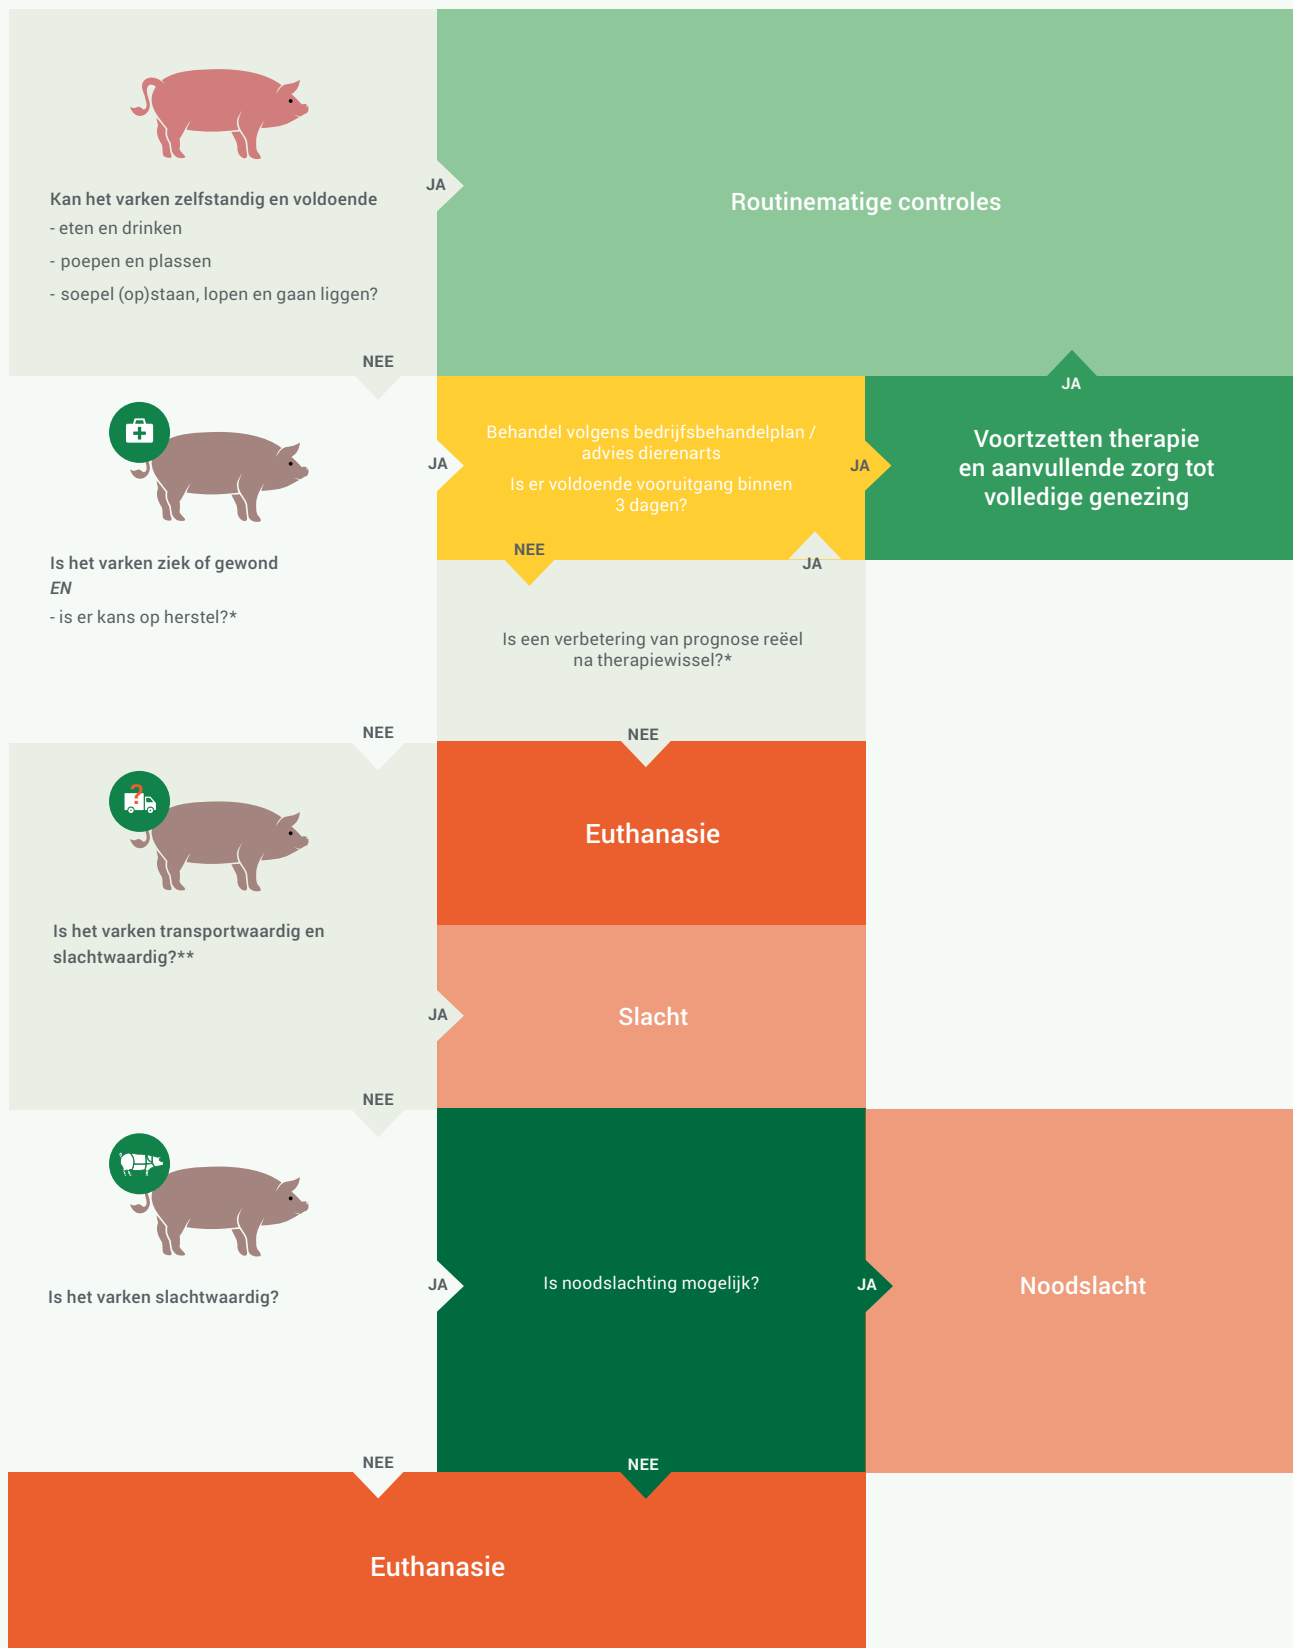 Kan het varken zelfstandig en voldoende
- eten en drinken
- poepen en plassen
- soepel (op)staan, lopen en gaan liggen?
JA
Routinematige controles
NEE
Is het varken ziek of gewond
EN
- is er kans op herstel?*
JA
Behandel volgens bedrijfsbehandelplan /
advies dierenarts
Is er voldoende vooruitgang binnen
3 dagen?
JA
JA
Voortzetten therapie
en aanvullende zorg tot
volledige genezing
NEE
JA
Is een verbetering van prognose reëel
na therapiewissel?*
NEE
NEE
?
Is het varken transportwaardig en
slachtwaardig?**
Euthanasie
JA
Slacht
NEE
Is het varken slachtwaardig?
JA
Is noodslachting mogelijk?
JA
Noodslacht
NEE
NEE
Euthanasie